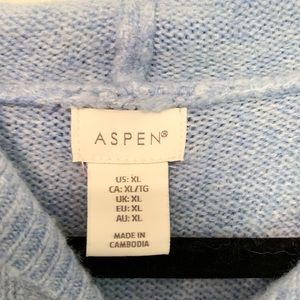 ASPEN®
US: XL
CA: XL/TG
UK: XL
EU: XL
AU: XL
MADE IN
CAMBODIA